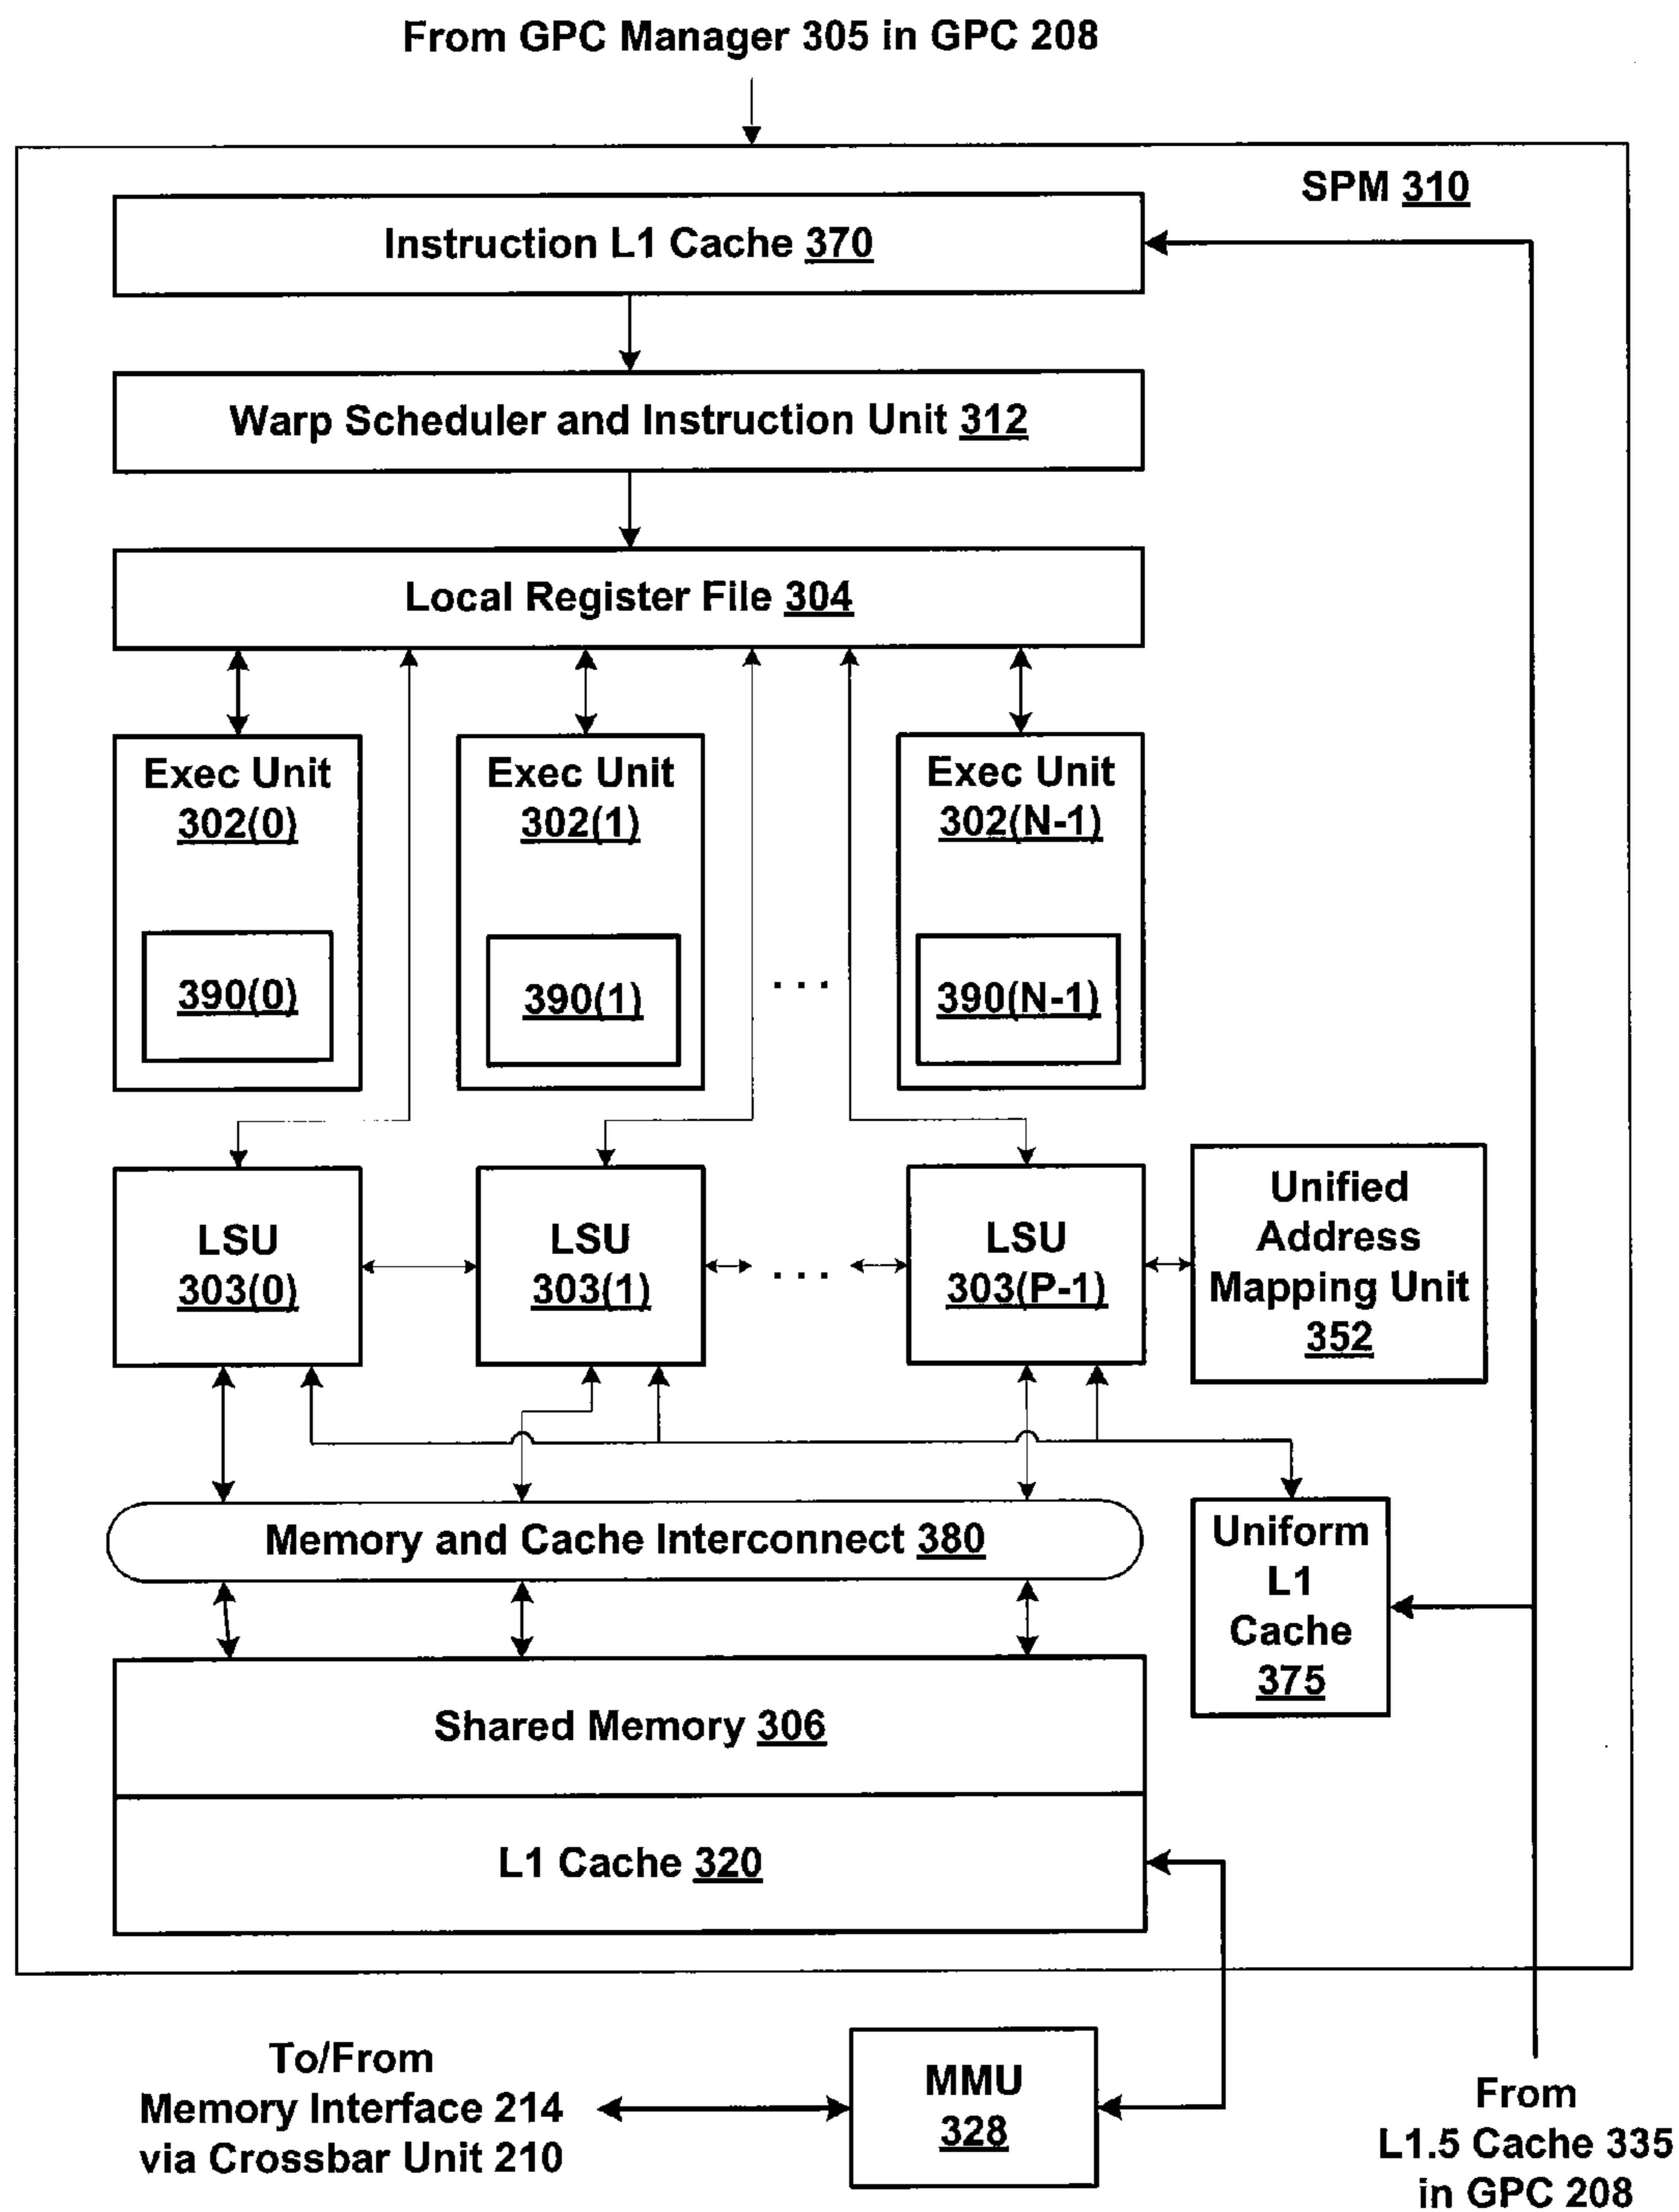 From GPC Manager 305 in GPC 208
SPM 310
Instruction L1 Cache 370
Warp Scheduler and Instruction Unit 312
Local Register File 304
Exec Unit
302(0)
Exec Unit
302(1)
Exec Unit
302(N-1)
390(0)
390(1)
. . .
390(N-1)
LSU
303(0)
LSU
303(1)
. . .
LSU
303(P-1)
Unified
Address
Mapping Unit
352
Memory and Cache Interconnect 380
Uniform
L1
Cache
375
Shared Memory 306
L1 Cache 320
To/From
Memory Interface 214
via Crossbar Unit 210
MMU
328
From
L1.5 Cache 335
in GPC 208